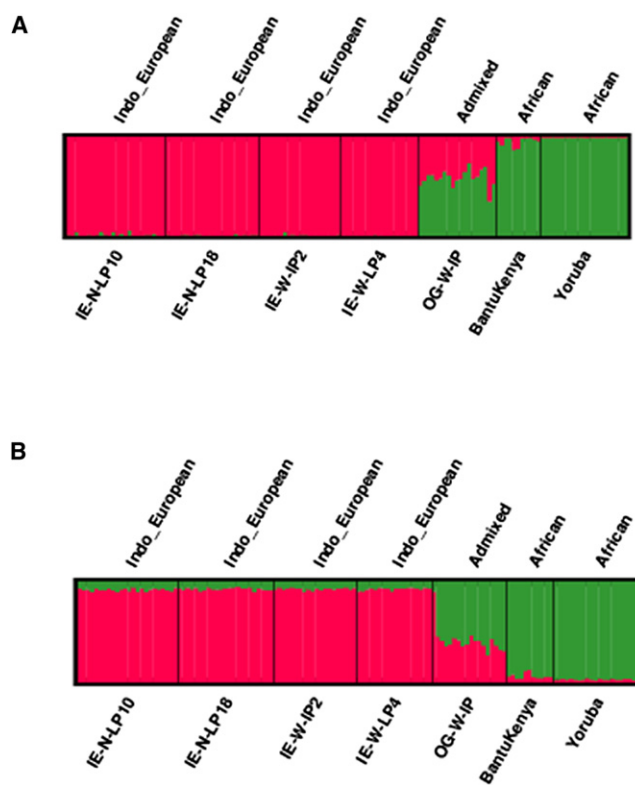 A
Indo_European Indo_European Indo_European Indo_European Admixed African African
IE-N-LP10 IE-N-LP18 IE-W-IP2 IE-W-LP4 OG-W-IP BantuKenya Yoruba
B
Indo_European Indo_European Indo_European Indo_European Admixed African African
IE-N-LP10 IE-N-LP18 IE-W-IP2 IE-W-LP4 OG-W-IP BantuKenya Yoruba